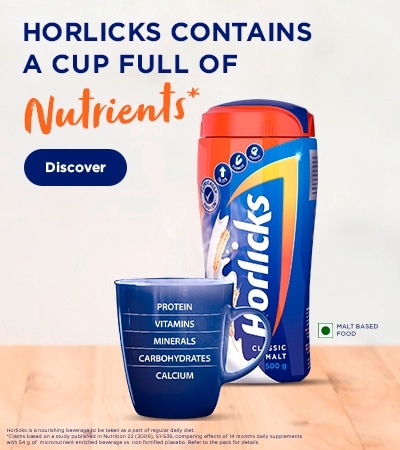 HORLICKS CONTAINS
A CUP FULL OF
Nutrients*
Discover
Horlicks
CLASSIC
MALT
500 g
PROTEIN
VITAMINS
MINERALS
CARBOHYDRATES
CALCIUM
MALT BASED
FOOD
Horlicks is a nourishing beverage to be taken as a part of regular daily diet.
*Claims based on a study published in Nutrition 22 (2006), S1-S39, comparing effects of 14 months daily supplements
with 54 g of micronutrient enriched beverage vs. non fortified placebo. Refer to the pack for details.